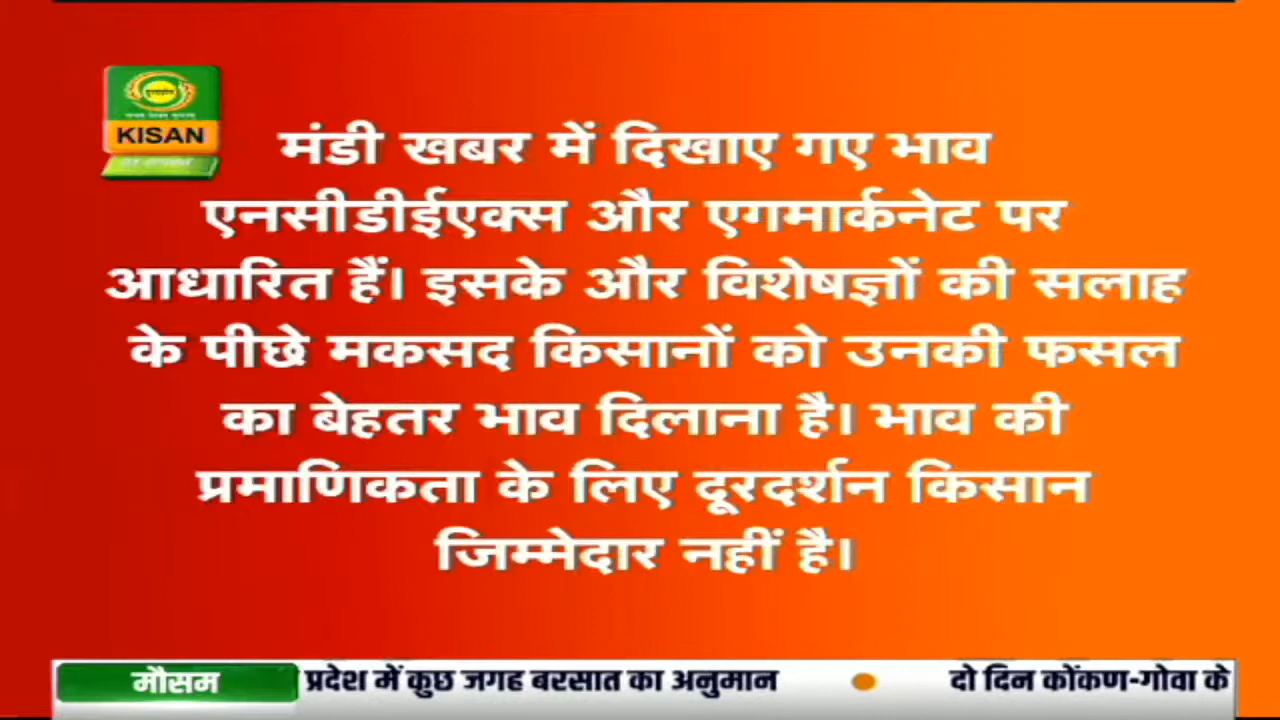 KISAN
मंडी खबर में दिखाए गए भाव
एनसीडीईएक्स और एगमार्कनेट पर
आधारित हैं। इसके और विशेषज्ञों की सलाह
के पीछे मकसद किसानों को उनकी फसल
का बेहतर भाव दिलाना है। भाव की
प्रमाणिकता के लिए दूरदर्शन किसान
जिम्मेदार नहीं है।
मौसम प्रदेश में कुछ जगह बरसात का अनुमान दो दिन कोंकण-गोवा के